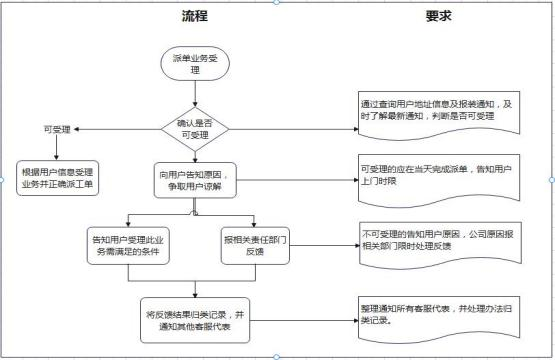 流程
要求
派单业务受
理
确认是否
可受理
可受理
通过查询用户地址信息及报装通知，及
时了解最新通知，判断是否可受理
根据用户信息受理
业务并正确派工单
向用户告知原因，
争取用户谅解
可受理的应在当天完成派单，告知用户
上门时限
告知用户受理此业
务需满足的条件
报相关责任部门
反馈
不可受理的告知用户原因，公司原因报
相关部门限时处理反馈
将反馈结果归类记录，并
通知其他客服代表
整理通知所有客服代表，并处理办法归
类记录。